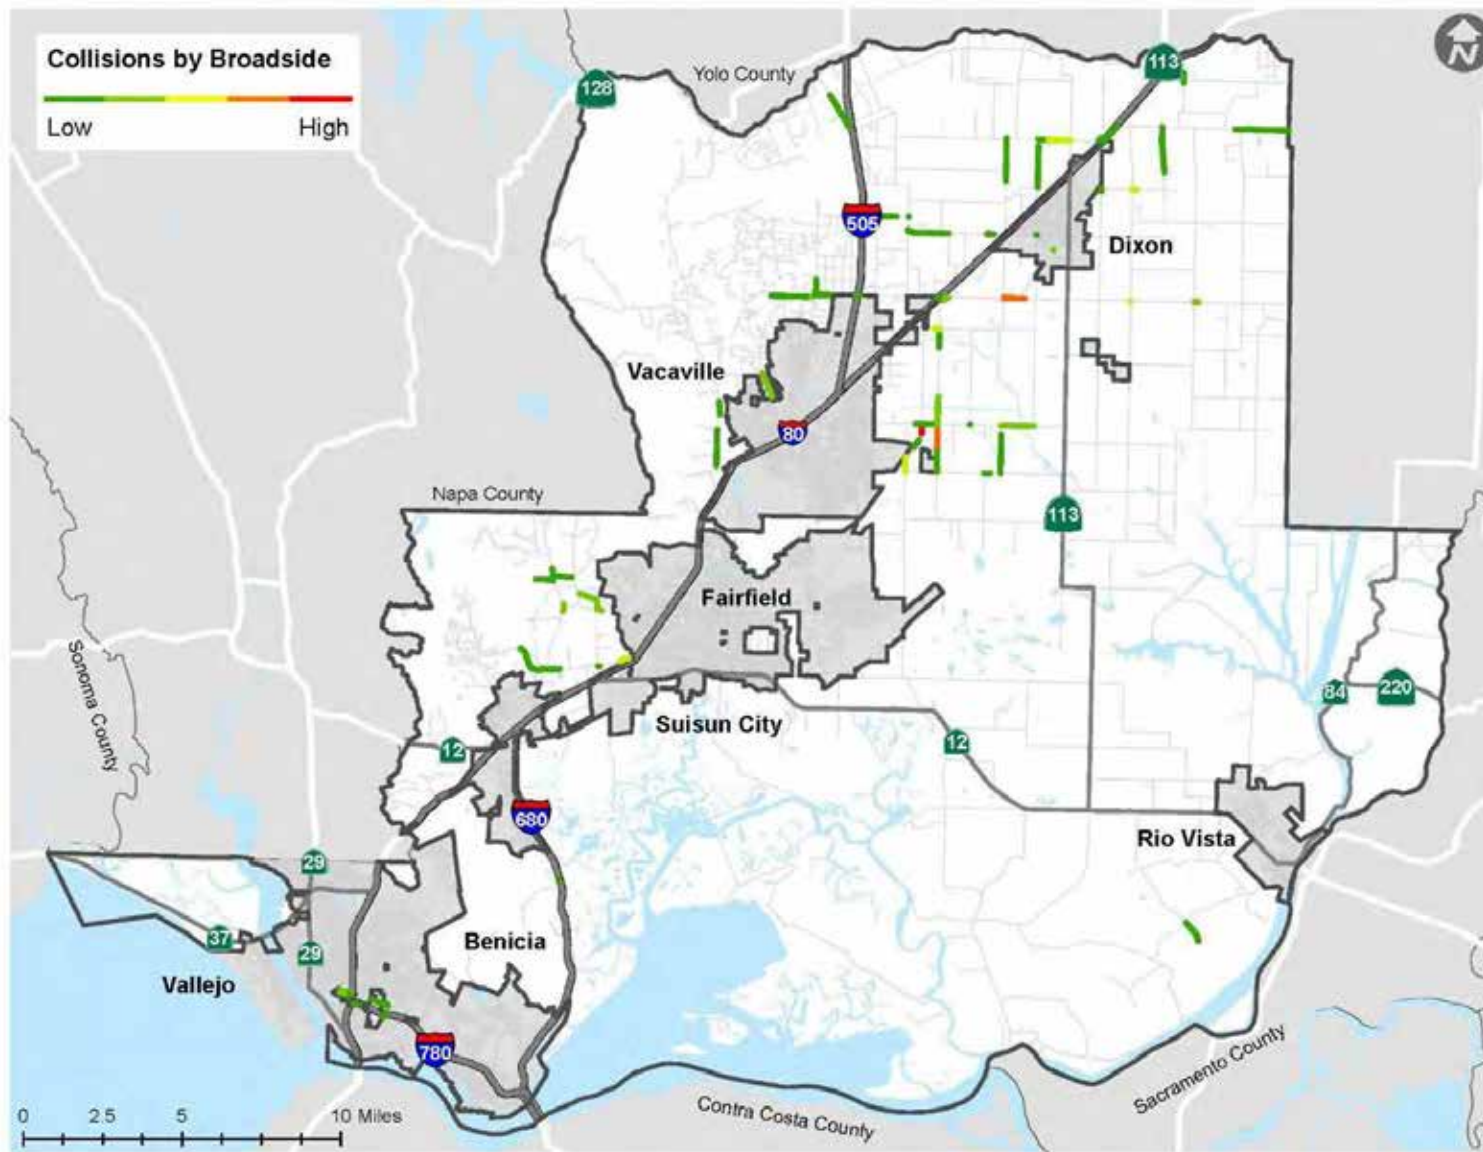 Collisions by Broadside
Low High
N
Yolo County
128
113
505
Dixon
Vacaville
80
Napa County
113
Fairfield
Sonoma County
84
220
Suisun City
12
12
680
Rio Vista
29
37
29
Benicia
Vallejo
780
Sacramento County
Contra Costa County
0 2.5 5 10 Miles